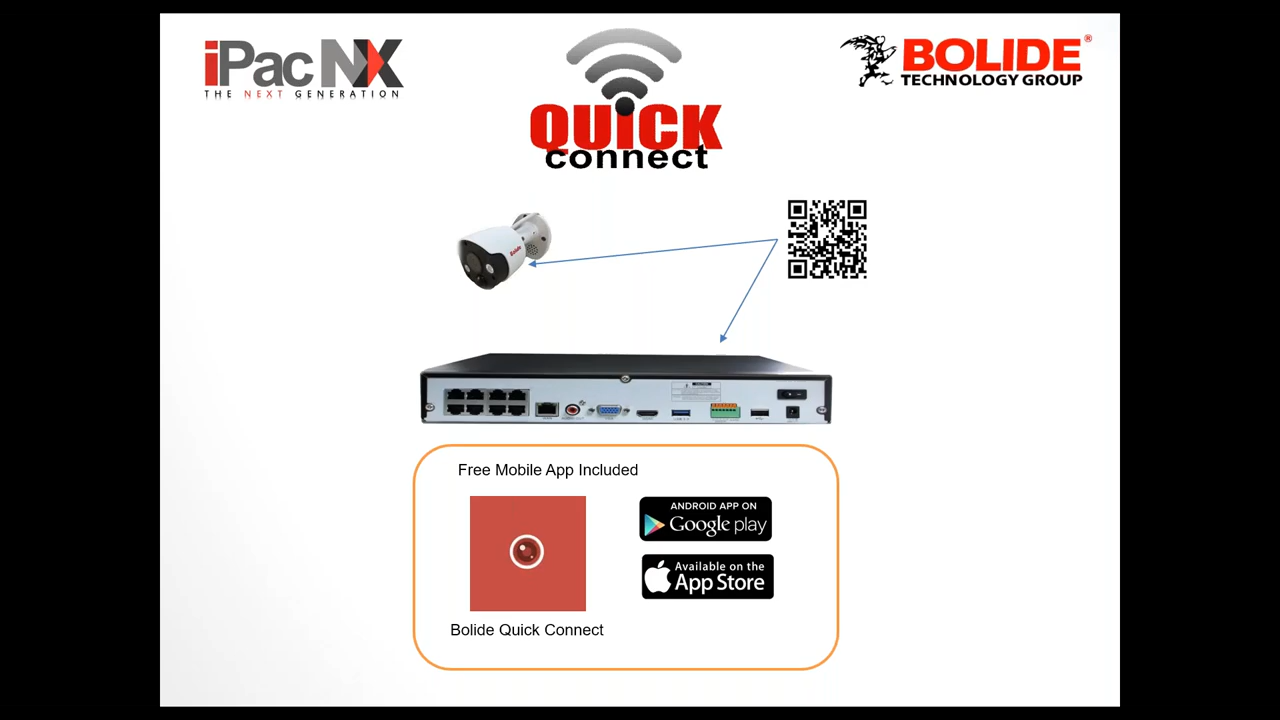 iPac NX
THE NEXT GENERATION
QUiCK
connect
BOLIDE®
TECHNOLOGY GROUP
Bolide
Free Mobile App Included
ANDROID APP ON
Google play
Available on the
App Store
Bolide Quick Connect